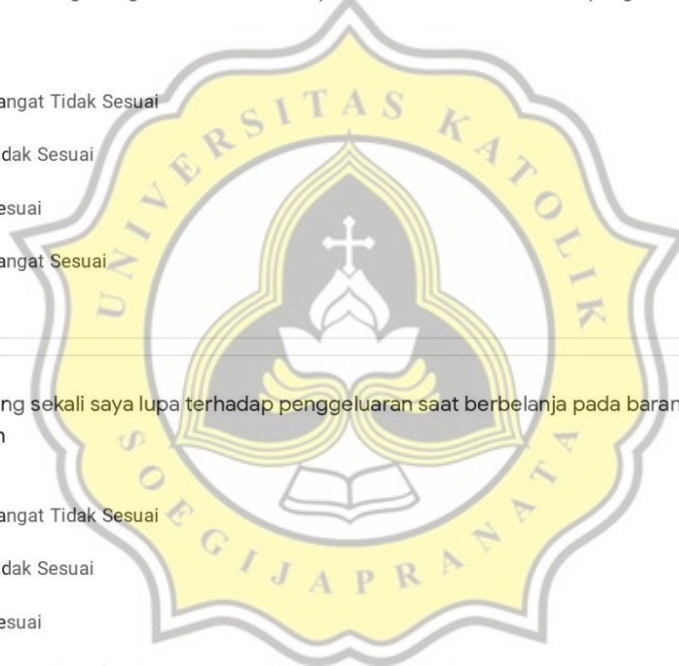 angat Tidak Sesuai
dak Sesuai
esuai
angat Sesuai
UNIVERSITAS KATOLIK
ng sekali saya lupa terhadap penggeluaran saat berbelanja pada baran
n
SOEGIJAPRANATA
angat Tidak Sesuai
dak Sesuai
esuai